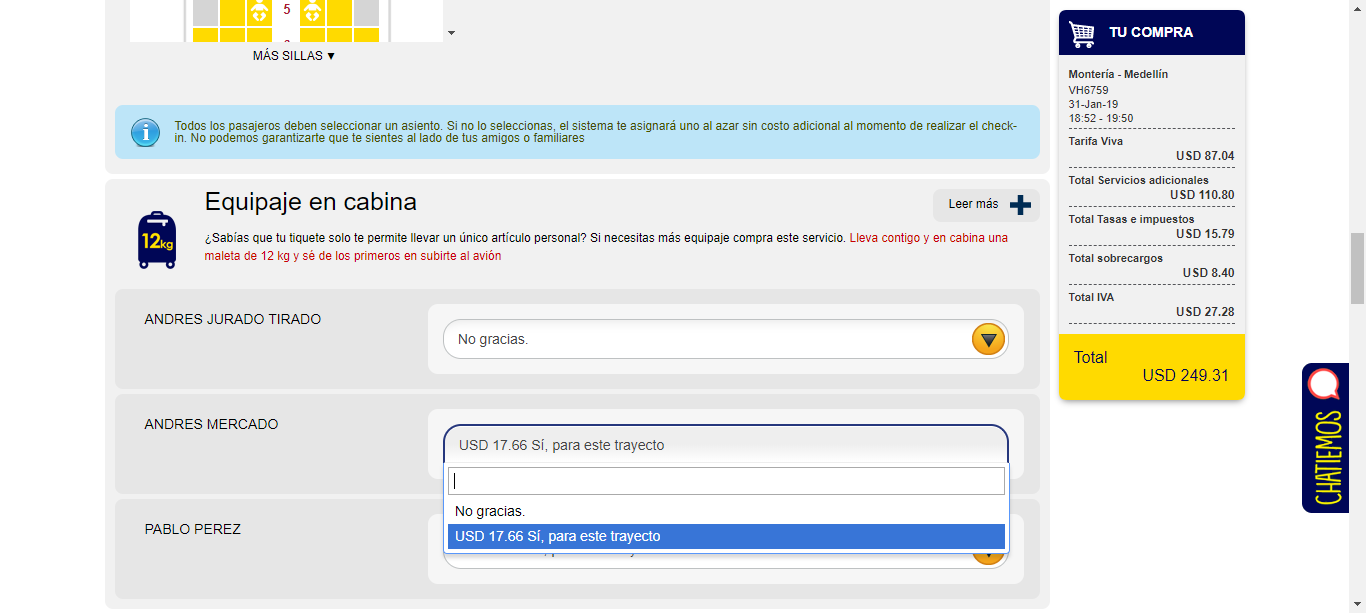 5
MÁS SILLAS ▼
Todos los pasajeros deben seleccionar un asiento. Si no lo seleccionas, el sistema te asignará uno al azar sin costo adicional al momento de realizar el check-
in. No podemos garantizarte que te sientes al lado de tus amigos o familiares
Equipaje en cabina
Leer más
12kg
¿Sabías que tu tiquete solo te permite llevar un único artículo personal? Si necesitas más equipaje compra este servicio. Lleva contigo y en cabina una
maleta de 12 kg y sé de los primeros en subirte al avión
ANDRES JURADO TIRADO
No gracias.
ANDRES MERCADO
USD 17.66 Sí, para este trayecto
No gracias.
USD 17.66 Sí, para este trayecto
PABLO PEREZ
TU COMPRA
Montería - Medellín
VH6759
31-Jan-19
18:52 - 19:50
Tarifa Viva
USD 87.04
Total Servicios adicionales
USD 110.80
Total Tasas e impuestos
USD 15.79
Total sobrecargos
USD 8.40
Total IVA
USD 27.28
Total
USD 249.31
CHATIEMOS